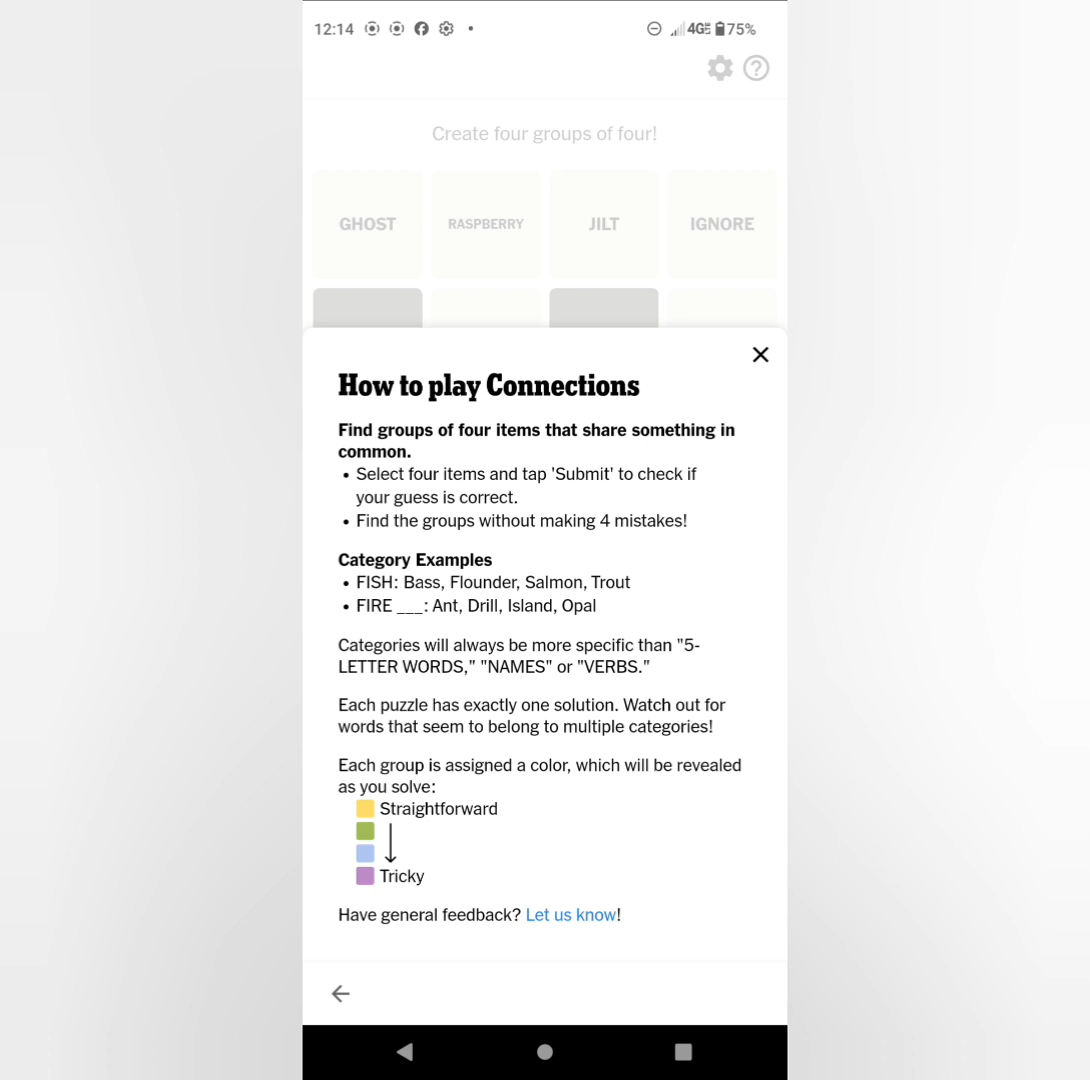 12:14 4GE 75%
Create four groups of four!
GHOST RASPBERRY JILT IGNORE
How to play Connections
Find groups of four items that share something in
common.
• Select four items and tap 'Submit' to check if
your guess is correct.
• Find the groups without making 4 mistakes!
Category Examples
• FISH: Bass, Flounder, Salmon, Trout
• FIRE ___: Ant, Drill, Island, Opal
Categories will always be more specific than "5-
LETTER WORDS," "NAMES" or "VERBS."
Each puzzle has exactly one solution. Watch out for
words that seem to belong to multiple categories!
Each group is assigned a color, which will be revealed
as you solve:
Straightforward
Tricky
Have general feedback? Let us know!